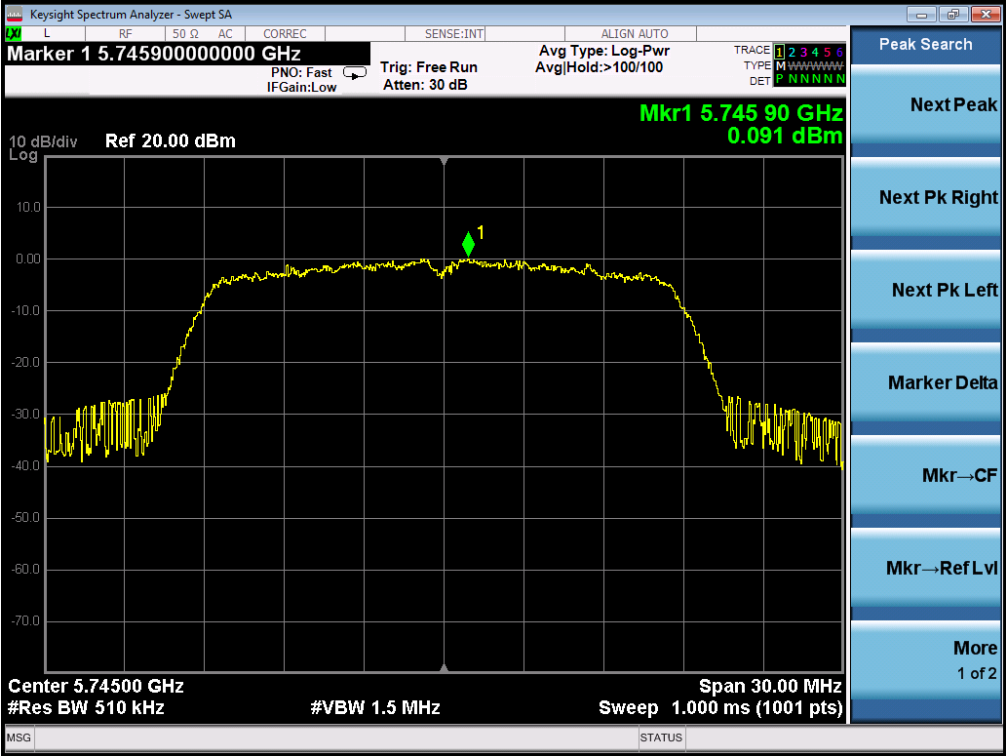 Keysight Spectrum Analyzer - Swept SA
LXI L RF 50 Ω AC CORREC SENSE:INT ALIGN AUTO
Marker 1 5.745900000000 GHz
PNO: Fast
IFGain:Low
Trig: Free Run
Atten: 30 dB
Avg Type: Log-Pwr
Avg|Hold:>100/100
TRACE 1 2 3 4 5 6
TYPE M WWWWW
DET P N N N N N
Mkr1 5.745 90 GHz
0.091 dBm
10 dB/div Ref 20.00 dBm
Log
10.0
1
0.00
-10.0
-20.0
-30.0
-40.0
-50.0
-60.0
-70.0
Center 5.74500 GHz Span 30.00 MHz
#Res BW 510 kHz #VBW 1.5 MHz Sweep 1.000 ms (1001 pts)
MSG STATUS
Peak Search
Next Peak
Next Pk Right
Next Pk Left
Marker Delta
Mkr→CF
Mkr→Ref Lvl
More
1 of 2